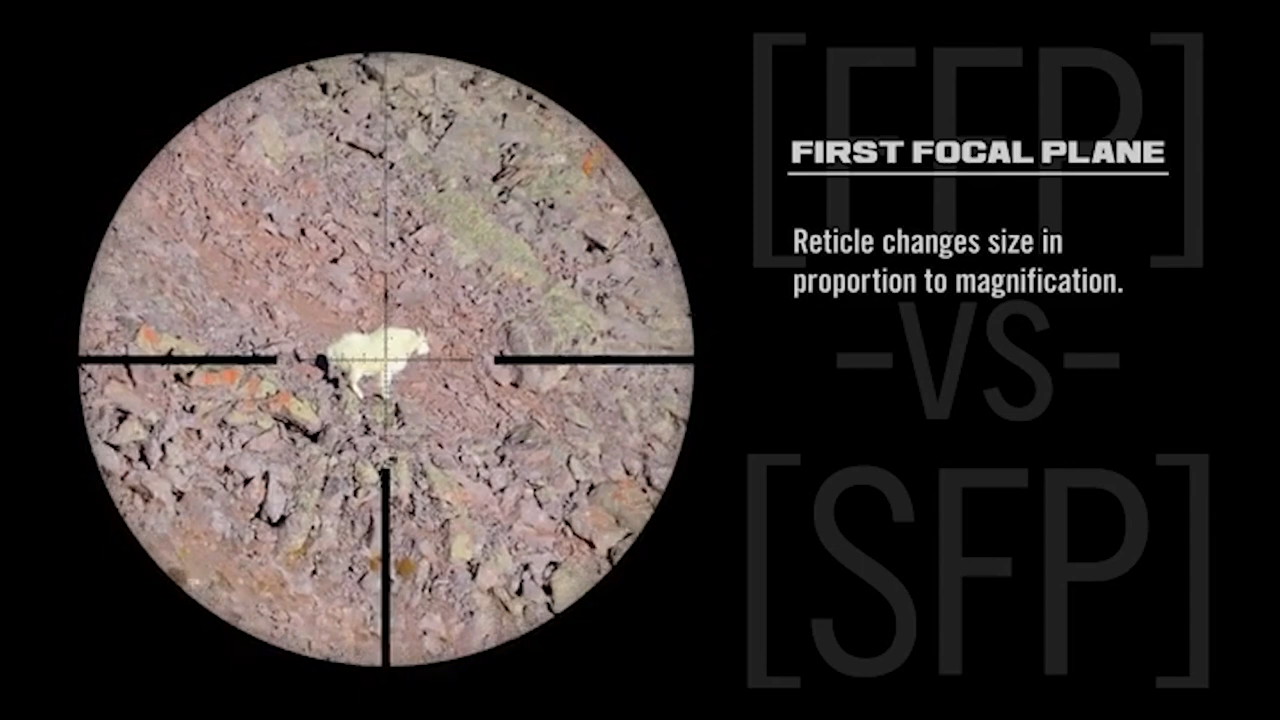 [FFP]
FIRST FOCAL PLANE
Reticle changes size in
proportion to magnification.
-VS-
[SFP]